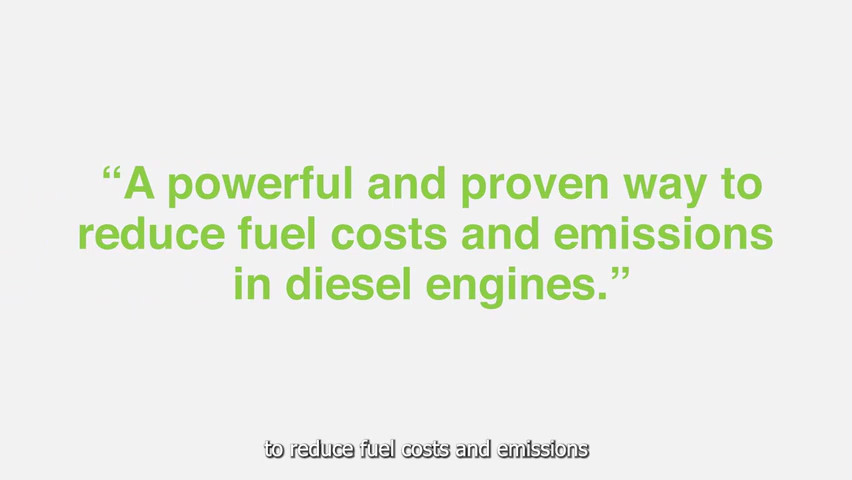 “A powerful and proven way to
reduce fuel costs and emissions
in diesel engines.”
to reduce fuel costs and emissions